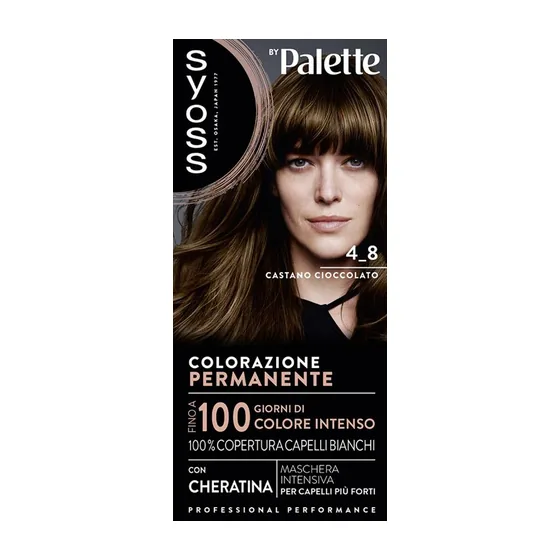 syoss
EST. OSAKA, JAPAN 1977
BY Palette
4_8
CASTANO CIOCCOLATO
COLORAZIONE
PERMANENTE
FINO A 100 GIORNI DI
COLORE INTENSO
100% COPERTURA CAPELLI BIANCHI
CON
CHERATINA
MASCHERA
INTENSIVA
PER CAPELLI PIÙ FORTI
PROFESSIONAL PERFORMANCE